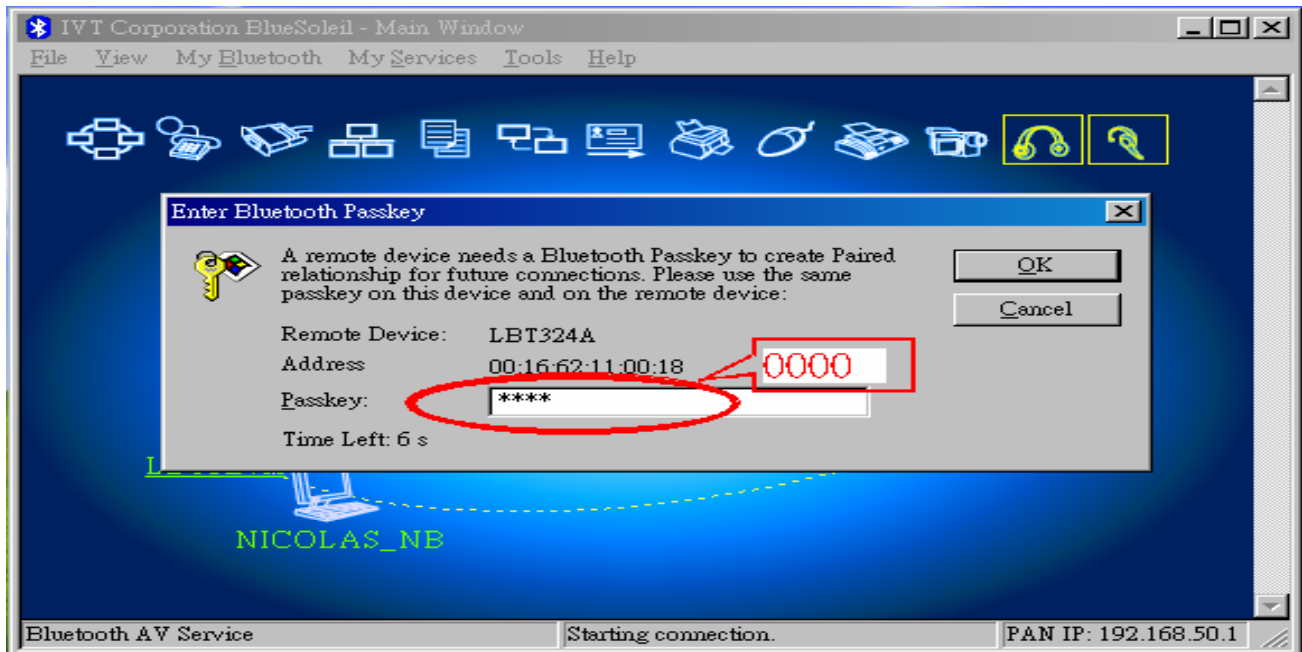 IVT Corporation BlueSoleil - Main Window
File View My Bluetooth My Services Tools Help
Enter Bluetooth Passkey
A remote device needs a Bluetooth Passkey to create Paired
relationship for future connections. Please use the same
passkey on this device and on the remote device:
OK
Cancel
Remote Device: LBT324A
Address 00:16:62:11:00:18
0000
Passkey: ****
Time Left: 6 s
NICOLAS_NB
Bluetooth AV Service Starting connection. PAN IP: 192.168.50.1